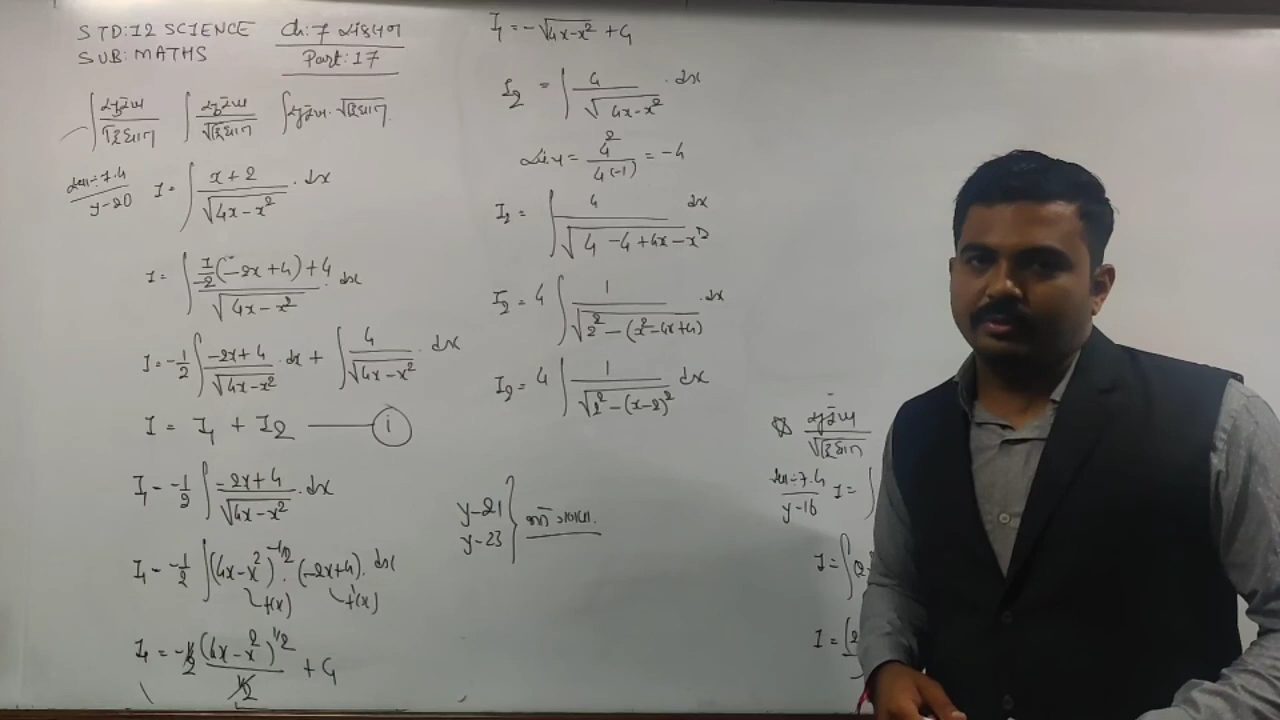 STD:12 SCIENCE Ch:7 સંકલન
SUB: MATHS Part:17
∫ સુરેખ/√દ્વિઘાત ∫ સુરેખ/√દ્વિઘાત ∫સુરેખ·√દ્વિઘાત
7.4 y-20 I = ∫ (x+2)/√(4x-x²) · dx
I = ∫ (1/-2 (-2x+4)+4)/√(4x-x²) · dx
I = -1/2 ∫ (-2x+4)/√(4x-x²) · dx + ∫ 4/√(4x-x²) · dx
I = I₁ + I₂ —— (i)
I₁ = -1/2 ∫ (-2x+4)/√(4x-x²) · dx
I₁ = -1/2 ∫ (4x-x²)^(-1/2) · (-2x+4) · dx
f(x) f'(x)
I₁ = -1/2 (4x-x²)^(1/2)/(1/2) + C₁
I₁ = -√(4x-x²) + C₁
I₂ = ∫ 4/√(4x-x²) · dx
= 4²/4(-1) = -4
I₂ = ∫ 4/√(4-4+4x-x²) dx
I₂ = 4 ∫ 1/√(2²-(x²-4x+4)) · dx
I₂ = 4 ∫ 1/√(2²-(x-2)²) dx
y-21
y-23
સુરેખ/√દ્વિઘાત
7.4 y-16 I = ∫
I = ∫(2
I = (2